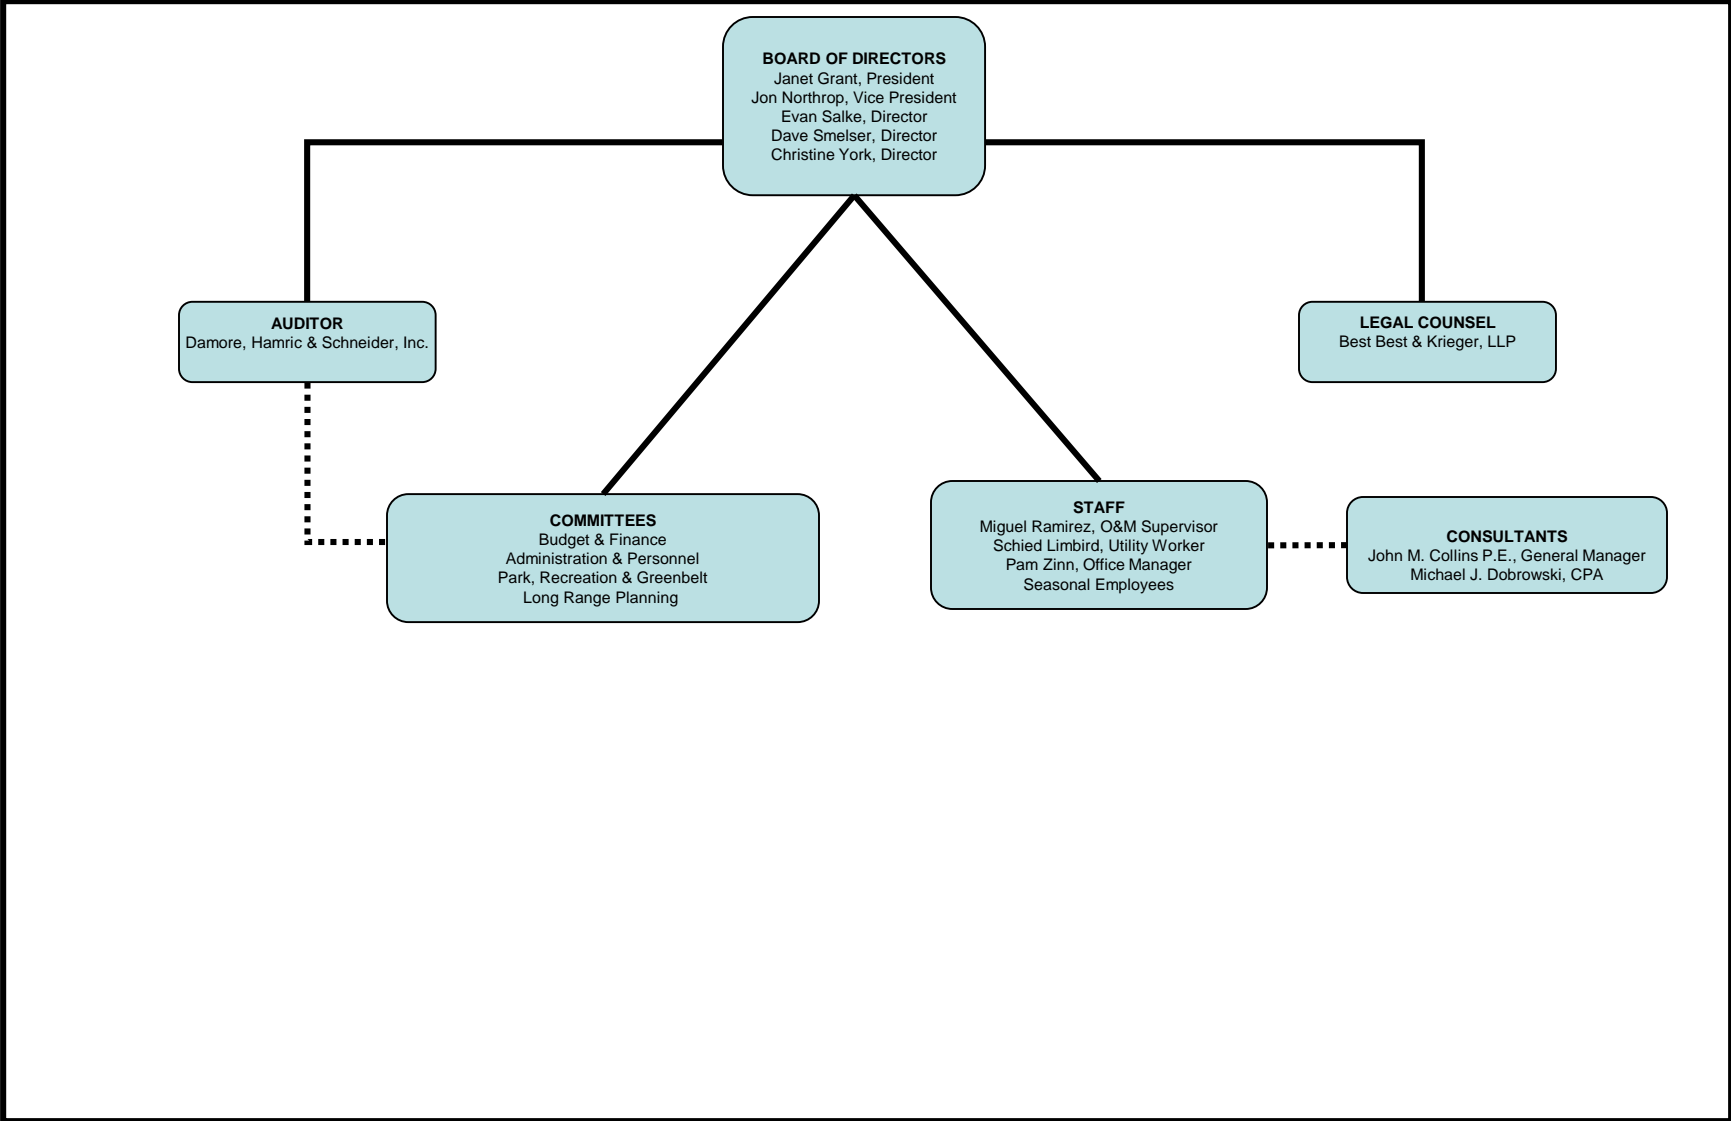 BOARD OF DIRECTORS
Janet Grant, President
Jon Northrop, Vice President
Evan Salke, Director
Dave Smelser, Director
Christine York, Director
AUDITOR
Damore, Hamric & Schneider, Inc.
LEGAL COUNSEL
Best Best & Krieger, LLP
COMMITTEES
Budget & Finance
Administration & Personnel
Park, Recreation & Greenbelt
Long Range Planning
STAFF
Miguel Ramirez, O&M Supervisor
Schied Limbird, Utility Worker
Pam Zinn, Office Manager
Seasonal Employees
CONSULTANTS
John M. Collins P.E., General Manager
Michael J. Dobrowski, CPA